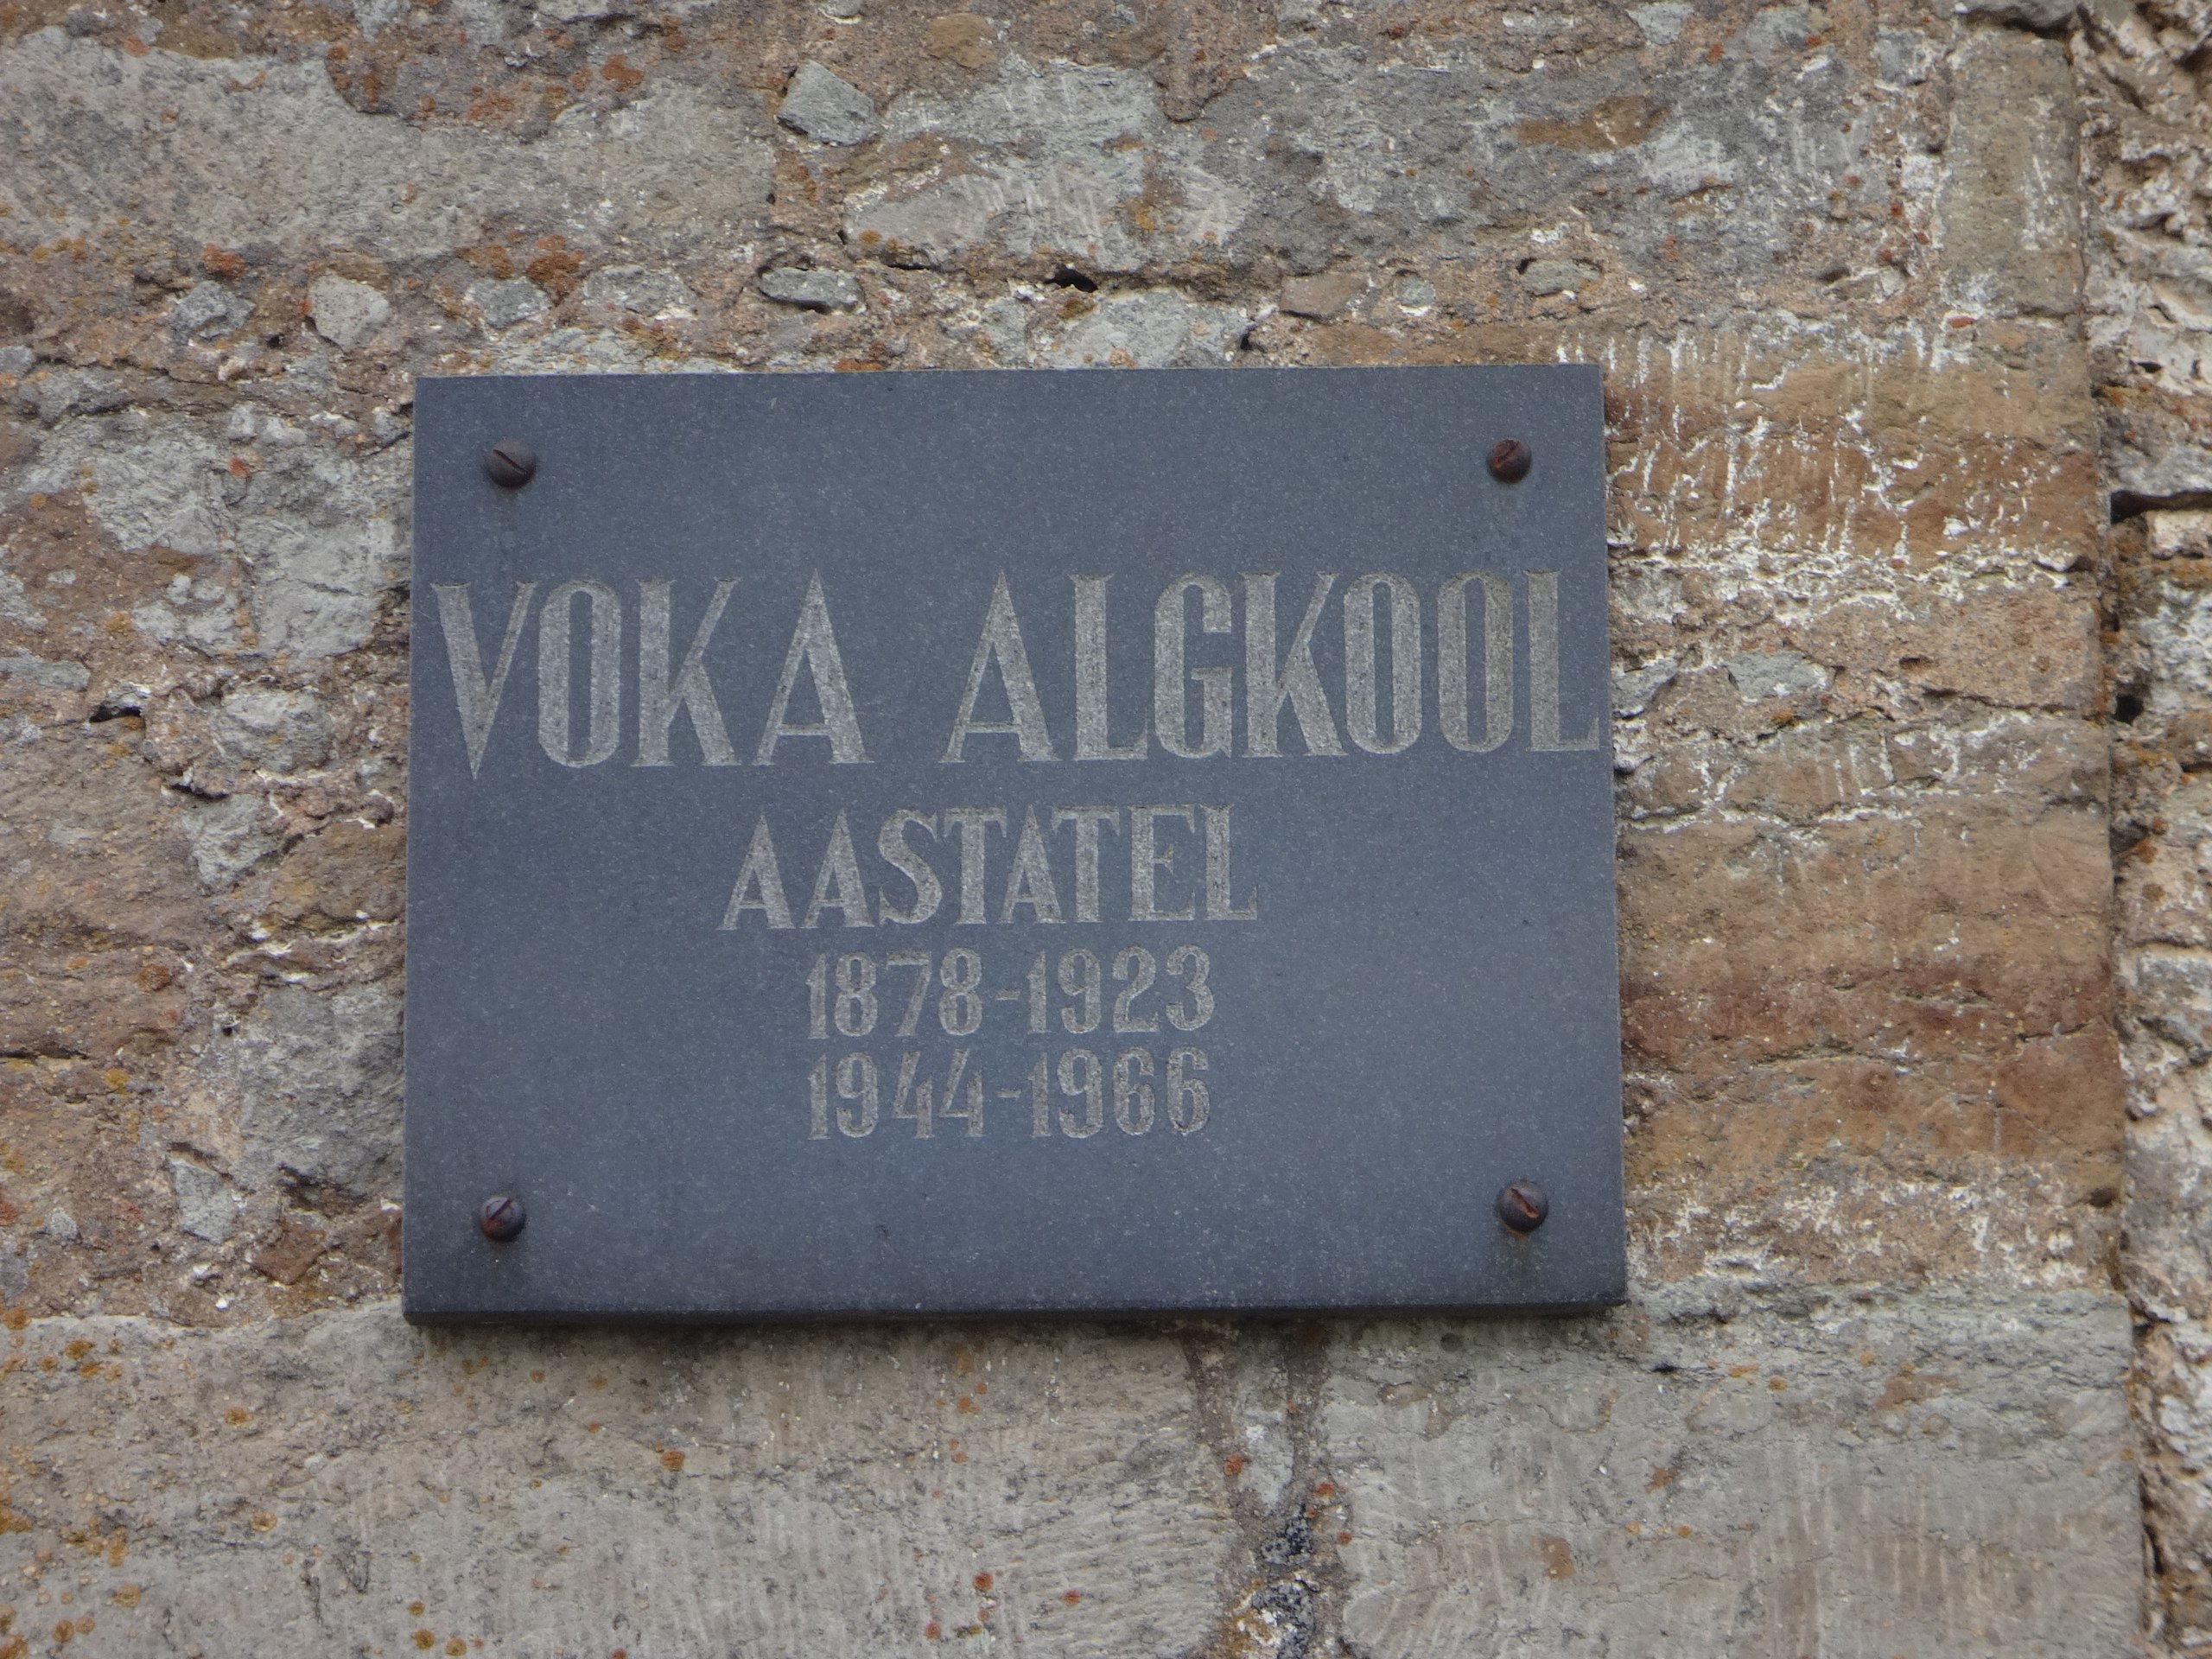 VOKA ALGKOOL
AASTATEL
1878-1923
1944-1966